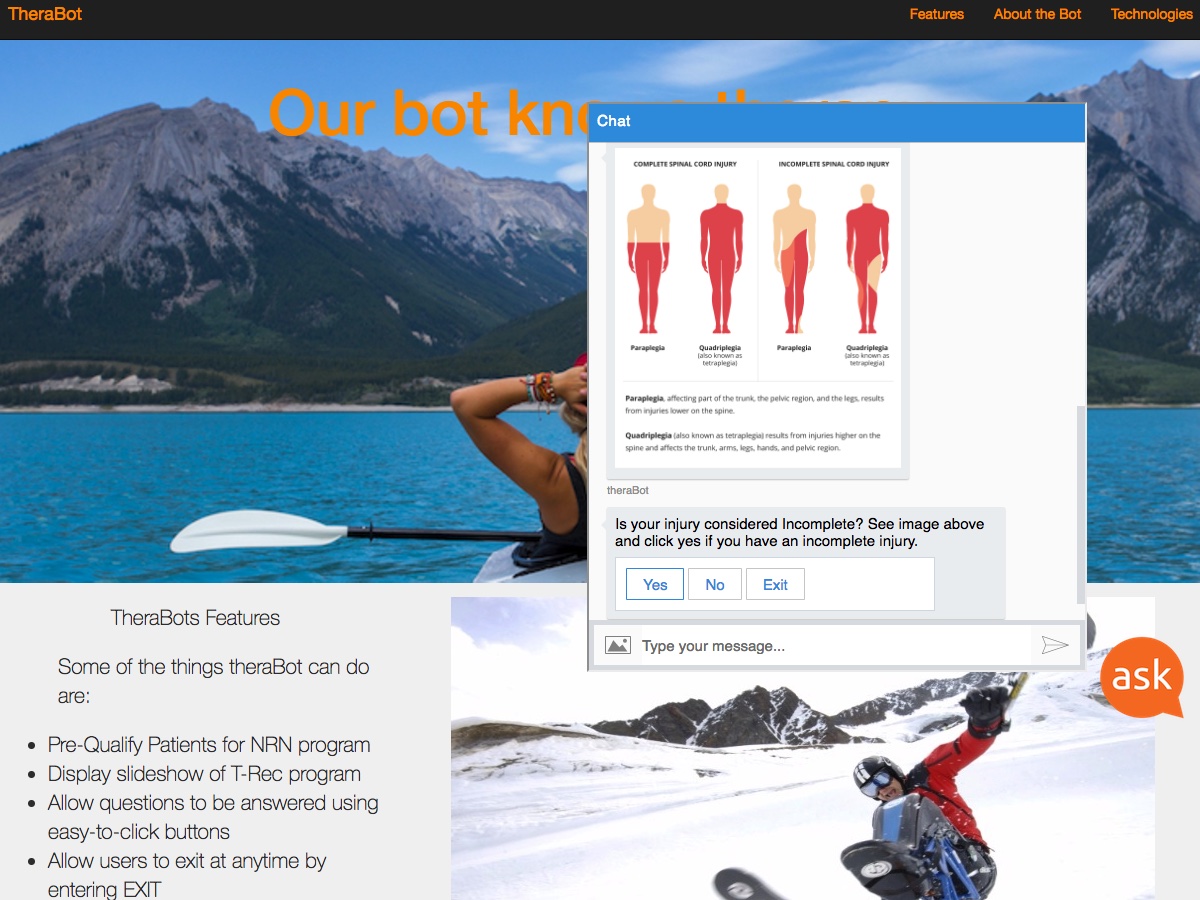 TheraBot
Features
About the Bot
Technologies
Our bot
Chat
COMPLETE SPINAL CORD INJURY
INCOMPLETE SPINAL CORD INJURY
Paraplegia
Quadriplegia
(also known as
tetraplegia)
Paraplegia
Quadriplegia
(also known as
tetraplegia)
Paraplegia, affecting part of the trunk, the pelvic region, and the legs, results
from injuries lower on the spine.
Quadriplegia (also known as tetraplegia) results from injuries higher on the
spine and affects the trunk, arms, legs, hands, and pelvic region.
theraBot
Is your injury considered Incomplete? See image above
and click yes if you have an incomplete injury.
Yes
No
Exit
Type your message...
ask
TheraBots Features
Some of the things theraBot can do
are:
Pre-Qualify Patients for NRN program
Display slideshow of T-Rec program
Allow questions to be answered using
easy-to-click buttons
Allow users to exit at anytime by
entering EXIT